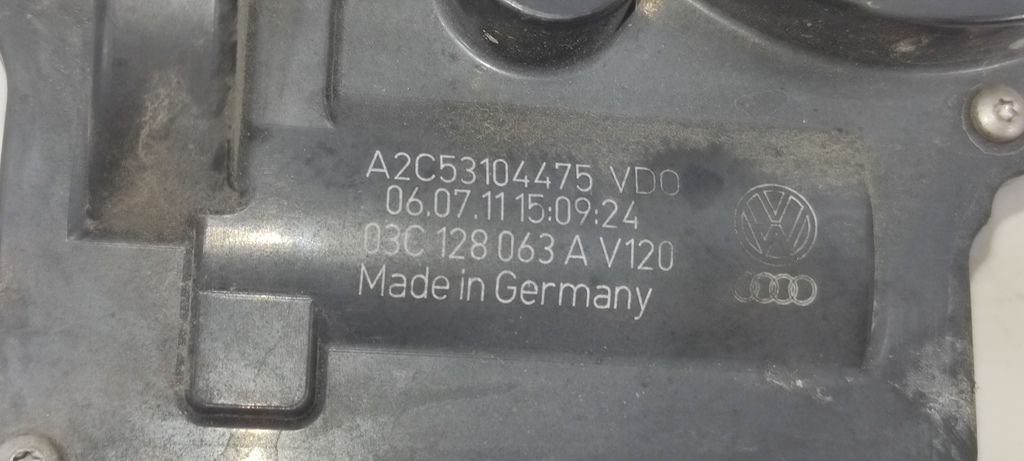 A2C53104475 VDO
06.07.11 15:09:24
03C 128 063 A V120
Made in Germany